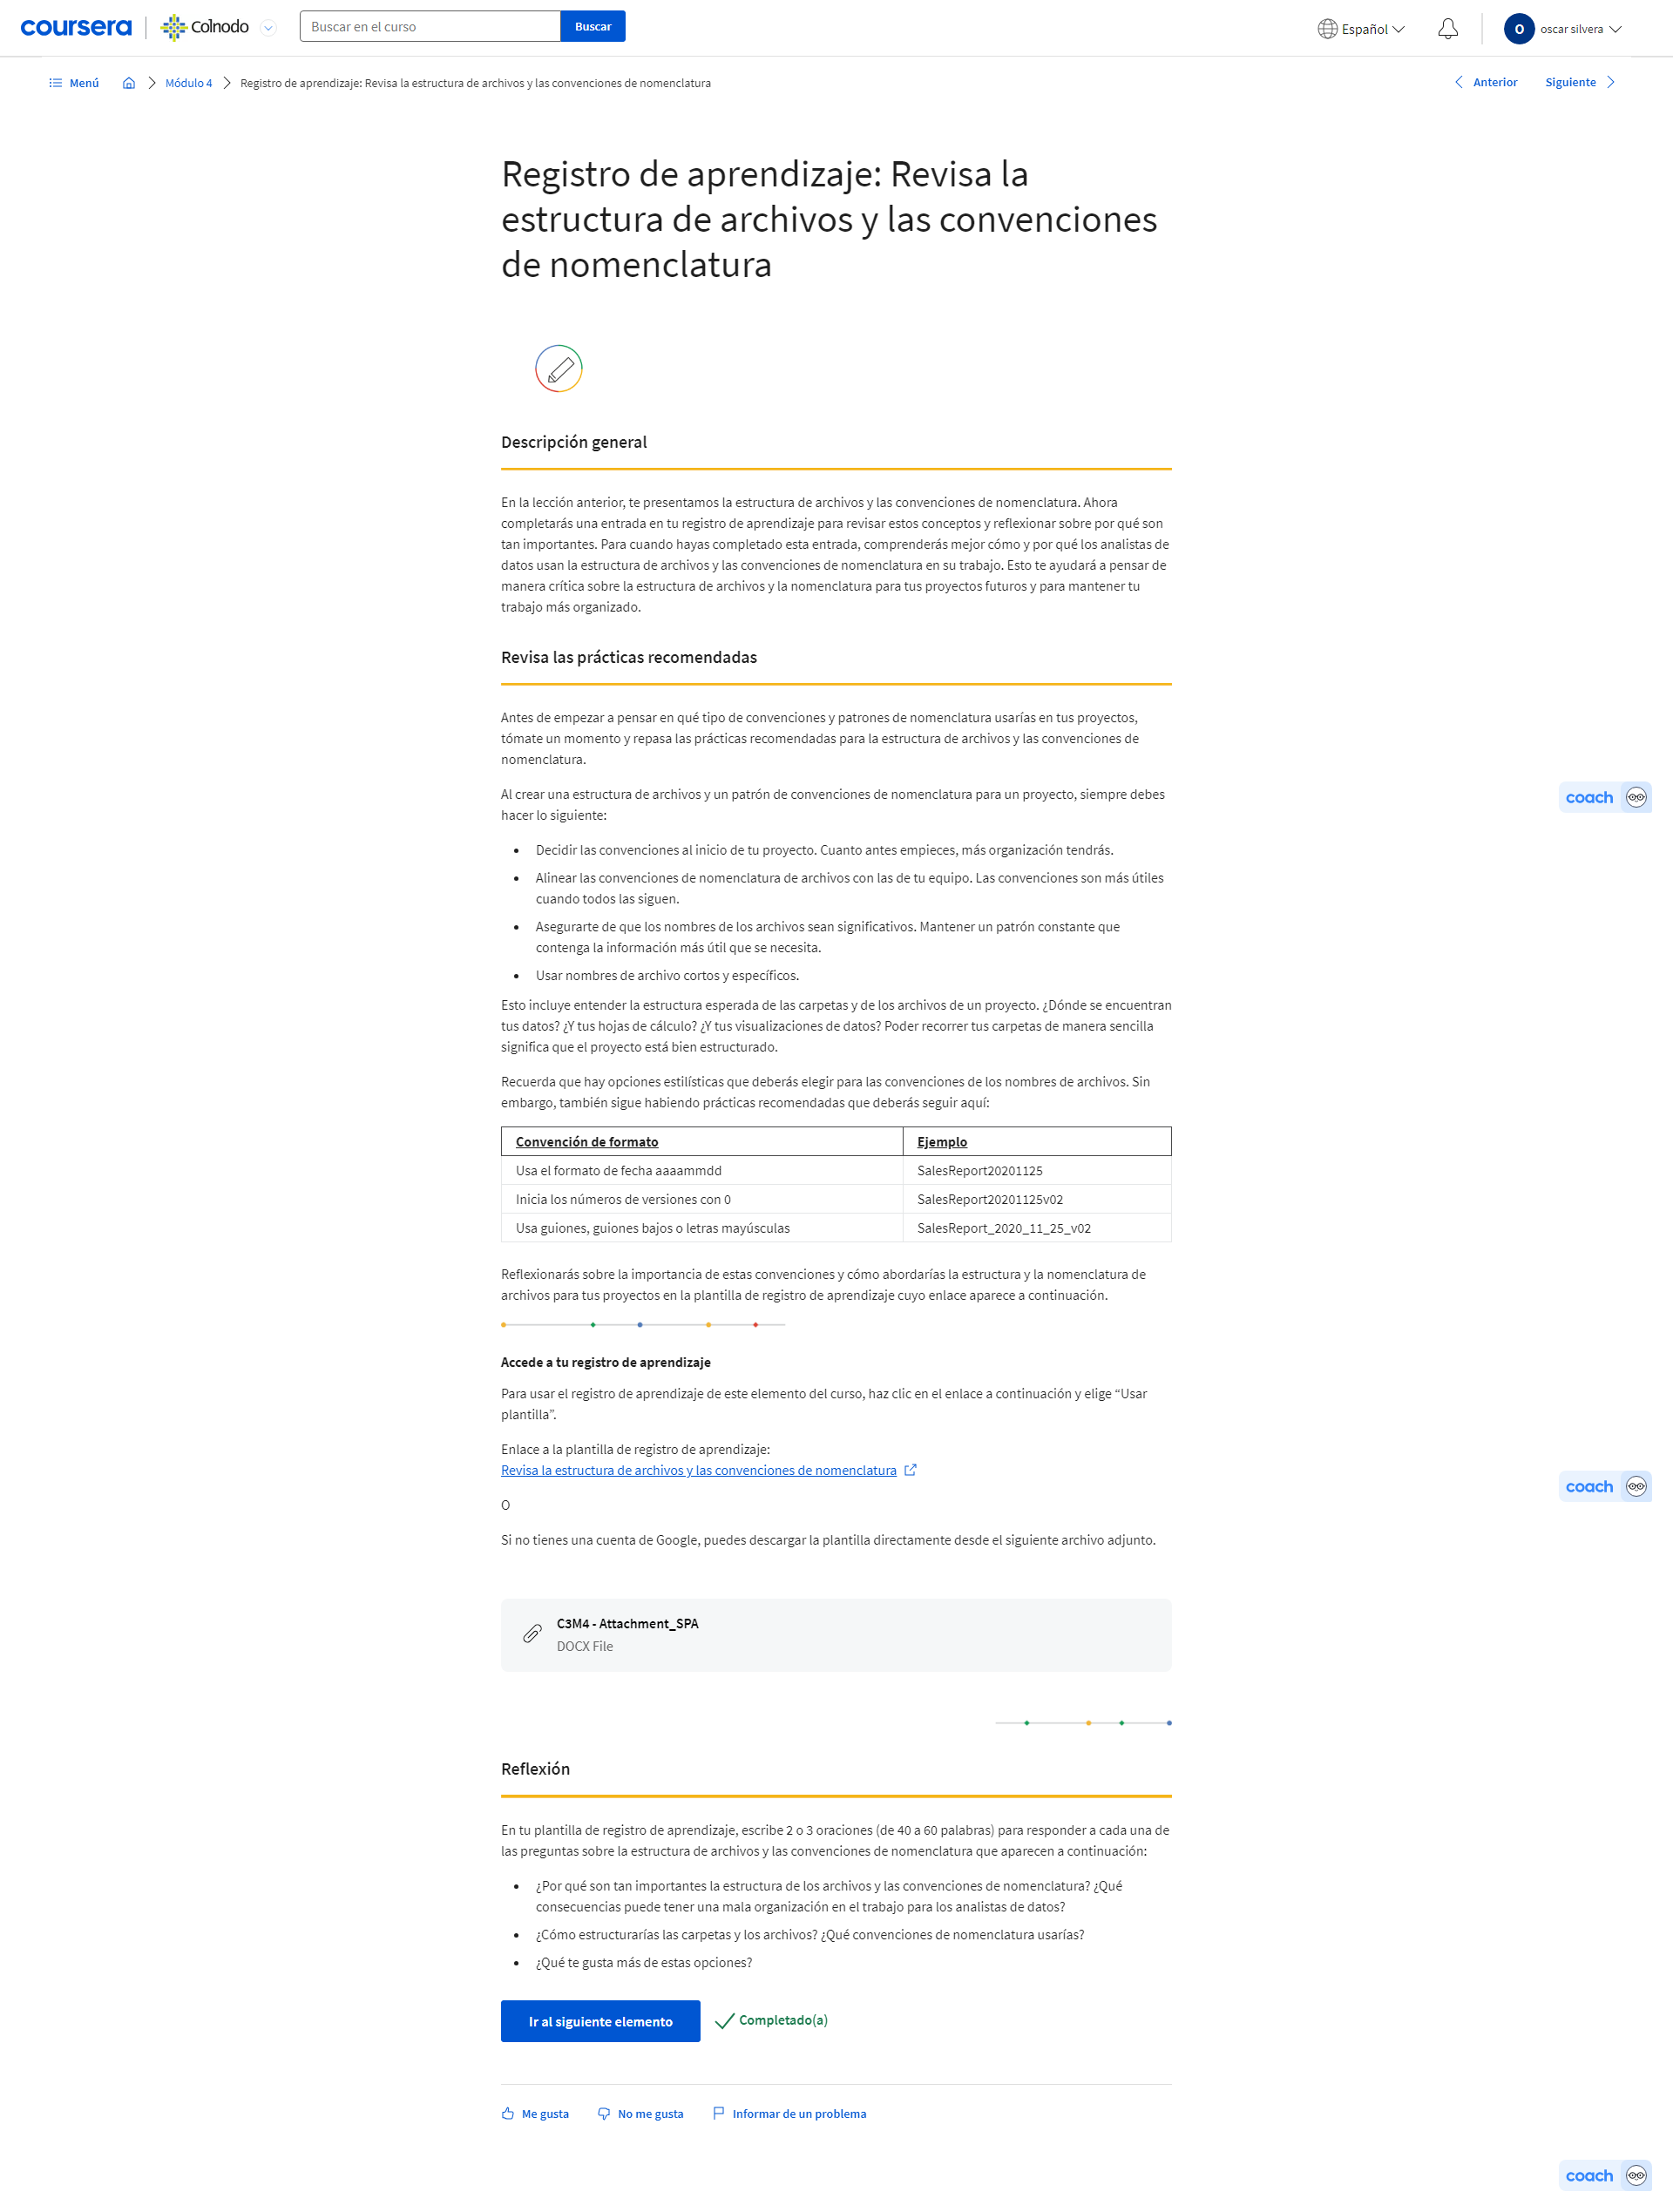 coursera
Colnodo
Buscar en el curso
Buscar
Español
O
oscar silvera
Menú
Módulo 4
Registro de aprendizaje: Revisa la estructura de archivos y las convenciones de nomenclatura
Anterior
Siguiente
Registro de aprendizaje: Revisa la
estructura de archivos y las convenciones
de nomenclatura
Descripción general
En la lección anterior, te presentamos la estructura de archivos y las convenciones de nomenclatura. Ahora
completarás una entrada en tu registro de aprendizaje para revisar estos conceptos y reflexionar sobre por qué son
tan importantes. Para cuando hayas completado esta entrada, comprenderás mejor cómo y por qué los analistas de
datos usan la estructura de archivos y las convenciones de nomenclatura en su trabajo. Esto te ayudará a pensar de
manera crítica sobre la estructura de archivos y la nomenclatura para tus proyectos futuros y para mantener tu
trabajo más organizado.
Revisa las prácticas recomendadas
Antes de empezar a pensar en qué tipo de convenciones y patrones de nomenclatura usarías en tus proyectos,
tómate un momento y repasa las prácticas recomendadas para la estructura de archivos y las convenciones de
nomenclatura.
coach
Al crear una estructura de archivos y un patrón de convenciones de nomenclatura para un proyecto, siempre debes
hacer lo siguiente:
• Decidir las convenciones al inicio de tu proyecto. Cuanto antes empieces, más organización tendrás.
• Alinear las convenciones de nomenclatura de archivos con las de tu equipo. Las convenciones son más útiles
cuando todos las siguen.
• Asegurarte de que los nombres de los archivos sean significativos. Mantener un patrón constante que
contenga la información más útil que se necesita.
• Usar nombres de archivo cortos y específicos.
Esto incluye entender la estructura esperada de las carpetas y de los archivos de un proyecto. ¿Dónde se encuentran
tus datos? ¿Y tus hojas de cálculo? ¿Y tus visualizaciones de datos? Poder recorrer tus carpetas de manera sencilla
significa que el proyecto está bien estructurado.
Recuerda que hay opciones estilísticas que deberás elegir para las convenciones de los nombres de archivos. Sin
embargo, también sigue habiendo prácticas recomendadas que deberás seguir aquí:
Convención de formato
Ejemplo
Usa el formato de fecha aaaammdd
SalesReport20201125
Inicia los números de versiones con 0
SalesReport20201125v02
Usa guiones, guiones bajos o letras mayúsculas
SalesReport_2020_11_25_v02
Reflexionarás sobre la importancia de estas convenciones y cómo abordarías la estructura y la nomenclatura de
archivos para tus proyectos en la plantilla de registro de aprendizaje cuyo enlace aparece a continuación.
Accede a tu registro de aprendizaje
Para usar el registro de aprendizaje de este elemento del curso, haz clic en el enlace a continuación y elige “Usar
plantilla”.
Enlace a la plantilla de registro de aprendizaje:
Revisa la estructura de archivos y las convenciones de nomenclatura
coach
O
Si no tienes una cuenta de Google, puedes descargar la plantilla directamente desde el siguiente archivo adjunto.
C3M4 - Attachment_SPA
DOCX File
Reflexión
En tu plantilla de registro de aprendizaje, escribe 2 o 3 oraciones (de 40 a 60 palabras) para responder a cada una de
las preguntas sobre la estructura de archivos y las convenciones de nomenclatura que aparecen a continuación:
• ¿Por qué son tan importantes la estructura de los archivos y las convenciones de nomenclatura? ¿Qué
consecuencias puede tener una mala organización en el trabajo para los analistas de datos?
• ¿Cómo estructurarías las carpetas y los archivos? ¿Qué convenciones de nomenclatura usarías?
• ¿Qué te gusta más de estas opciones?
Ir al siguiente elemento
Completado(a)
Me gusta
No me gusta
Informar de un problema
coach